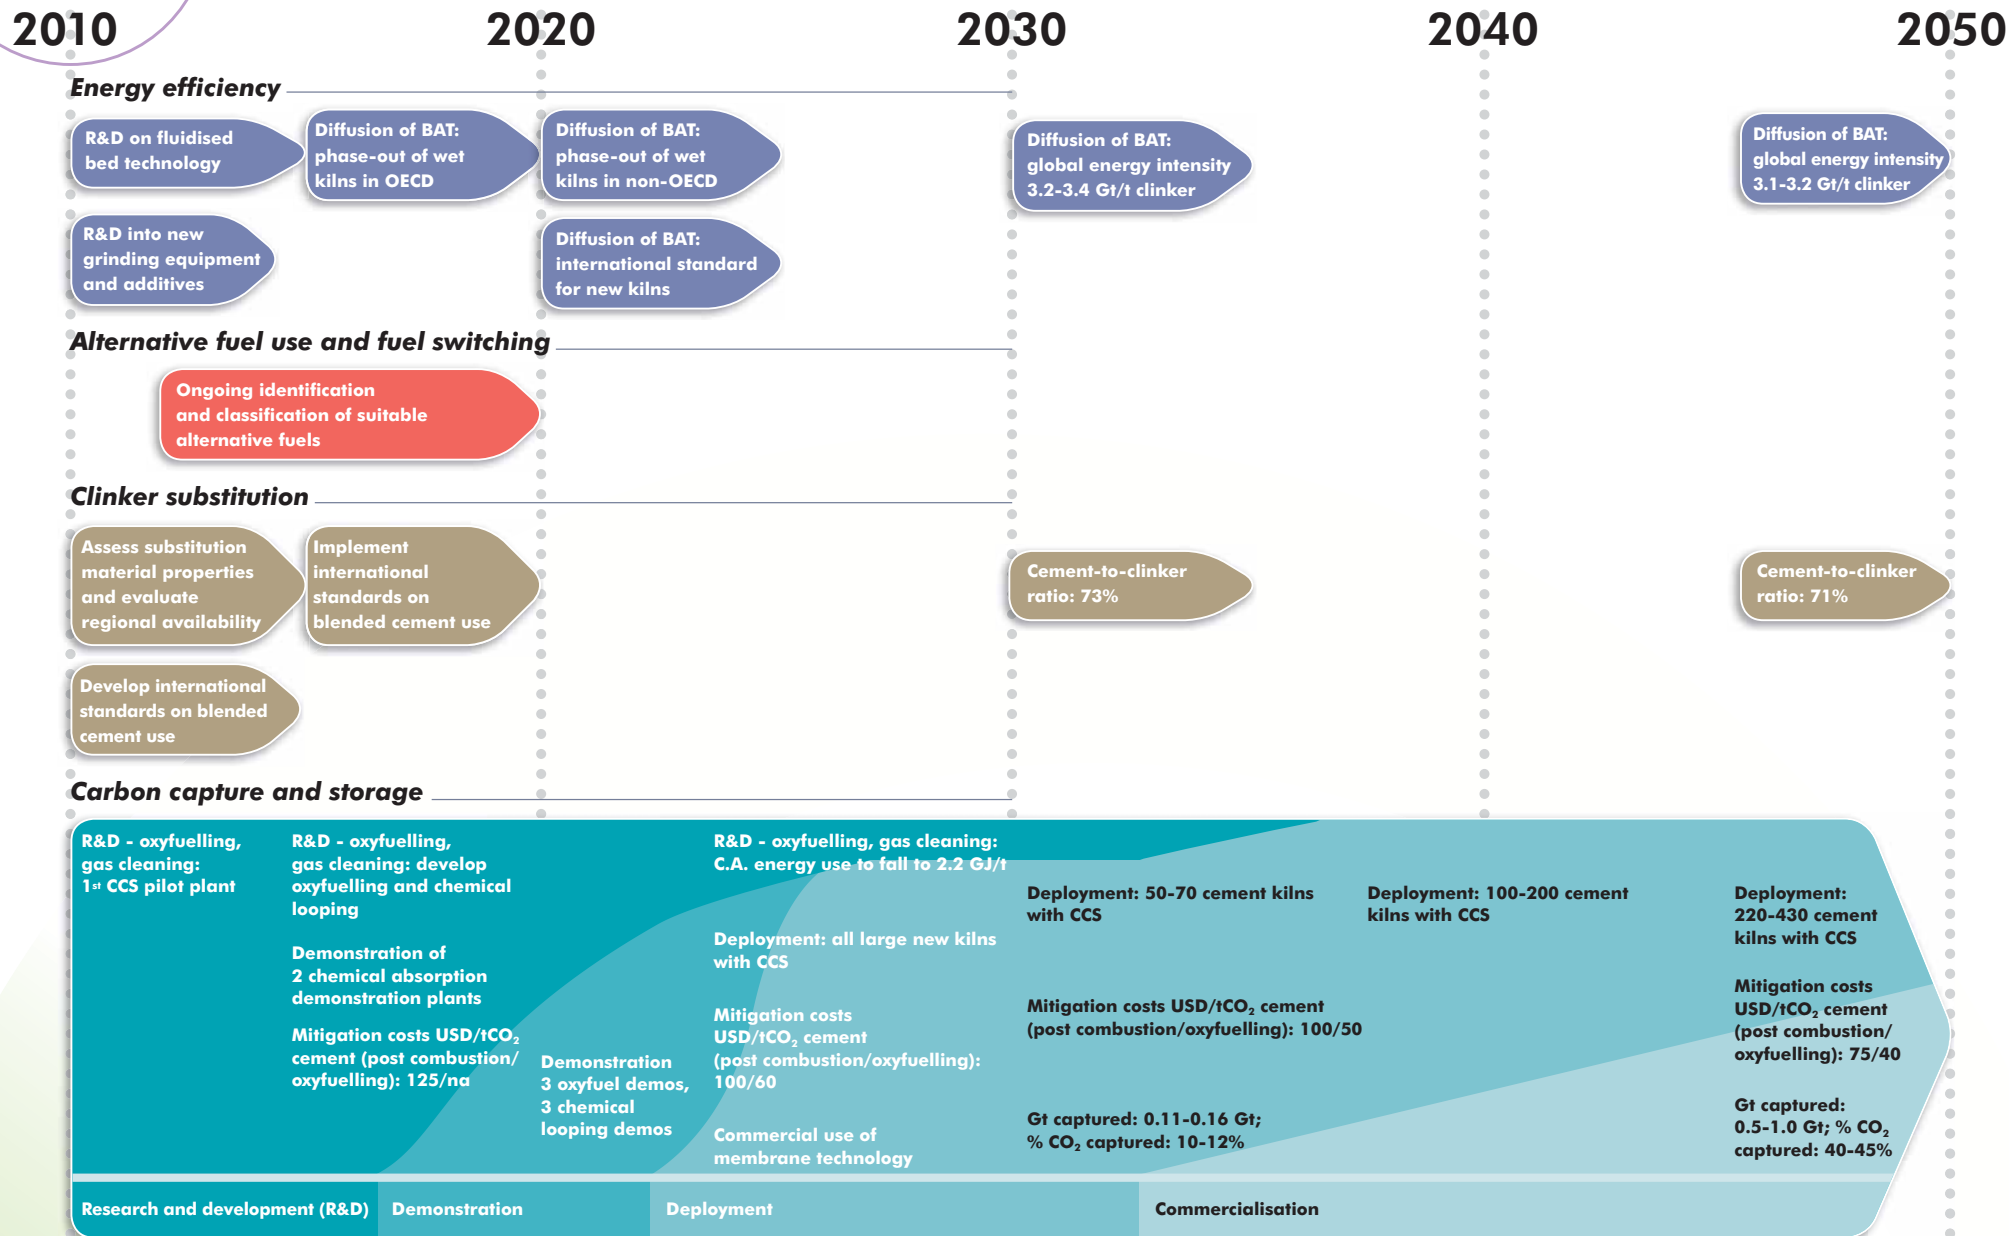 2010
2020
2030
2040
2050
Energy efficiency
R&D on fluidised
bed technology
Diffusion of BAT:
phase-out of wet
kilns in OECD
Diffusion of BAT:
phase-out of wet
kilns in non-OECD
Diffusion of BAT:
global energy intensity
3.2-3.4 Gt/t clinker
Diffusion of BAT:
global energy intensity
3.1-3.2 Gt/t clinker
R&D into new
grinding equipment
and additives
Diffusion of BAT:
international standard
for new kilns
Alternative fuel use and fuel switching
Ongoing identification
and classification of suitable
alternative fuels
Clinker substitution
Assess substitution
material properties
and evaluate
regional availability
Implement
international
standards on
blended cement use
Cement-to-clinker
ratio: 73%
Cement-to-clinker
ratio: 71%
Develop international
standards on blended
cement use
Carbon capture and storage
R&D - oxyfuelling,
gas cleaning:
1st CCS pilot plant
R&D - oxyfuelling,
gas cleaning: develop
oxyfuelling and chemical
looping
Demonstration of
2 chemical absorption
demonstration plants
Mitigation costs USD/tCO₂
cement (post combustion/
oxyfuelling): 125/na
Demonstration
3 oxyfuel demos,
3 chemical
looping demos
R&D - oxyfuelling, gas cleaning:
C.A. energy use to fall to 2.2 GJ/t
Deployment: all large new kilns
with CCS
Mitigation costs
USD/tCO₂ cement
(post combustion/oxyfuelling):
100/60
Commercial use of
membrane technology
Deployment: 50-70 cement kilns
with CCS
Mitigation costs USD/tCO₂ cement
(post combustion/oxyfuelling): 100/50
Gt captured: 0.11-0.16 Gt;
% CO₂ captured: 10-12%
Deployment: 100-200 cement
kilns with CCS
Deployment:
220-430 cement
kilns with CCS
Mitigation costs
USD/tCO₂ cement
(post combustion/
oxyfuelling): 75/40
Gt captured:
0.5-1.0 Gt; % CO₂
captured: 40-45%
Research and development (R&D)
Demonstration
Deployment
Commercialisation